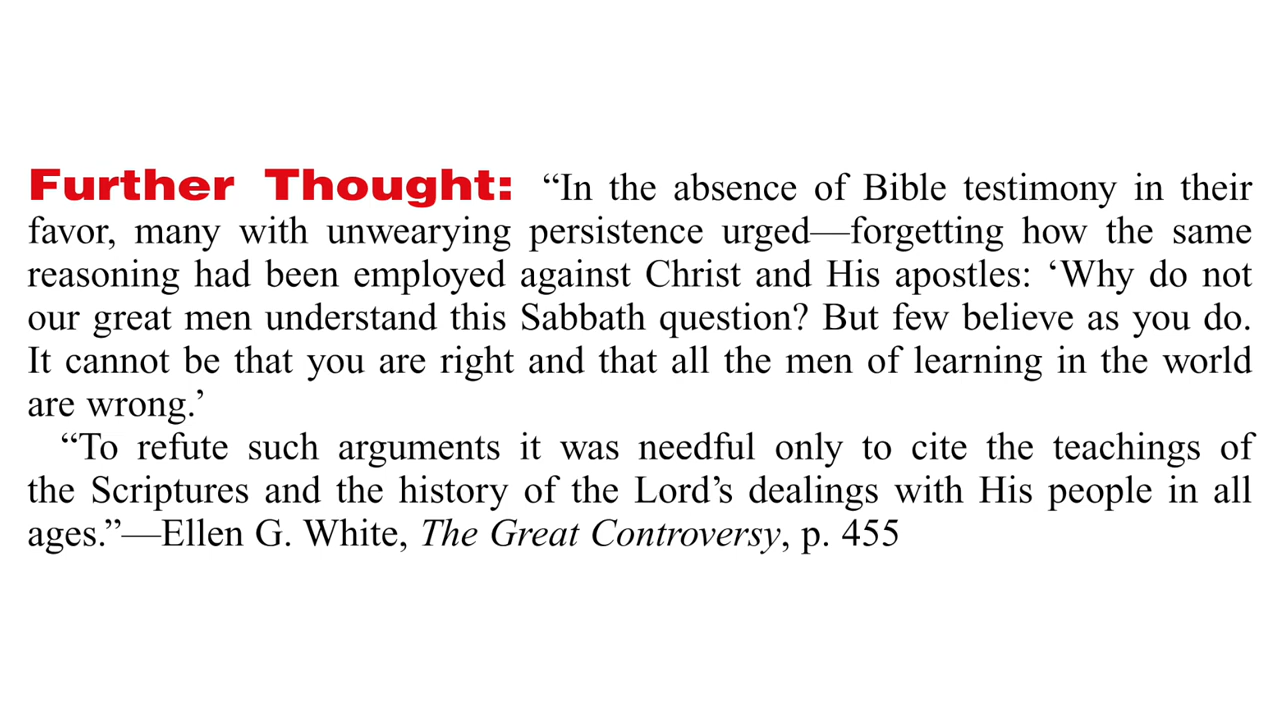 Further Thought: “In the absence of Bible testimony in their
favor, many with unwearying persistence urged—forgetting how the same
reasoning had been employed against Christ and His apostles: ‘Why do not
our great men understand this Sabbath question? But few believe as you do.
It cannot be that you are right and that all the men of learning in the world
are wrong.’
“To refute such arguments it was needful only to cite the teachings of
the Scriptures and the history of the Lord’s dealings with His people in all
ages.”—Ellen G. White, The Great Controversy, p. 455